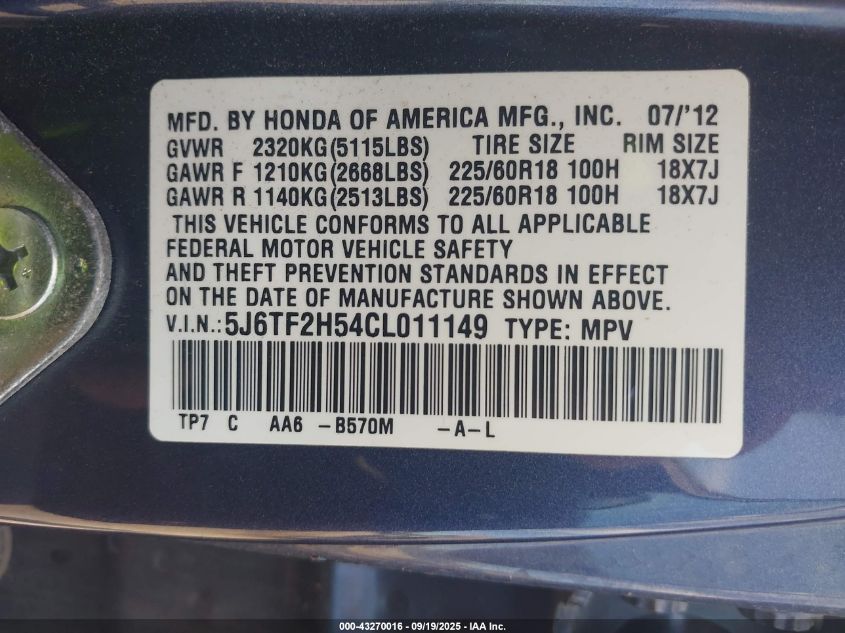 MFD. BY HONDA OF AMERICA MFG., INC. 07/'12
GVWR 2320KG(5115LBS) TIRE SIZE RIM SIZE
GAWR F 1210KG(2668LBS) 225/60R18 100H 18X7J
GAWR R 1140KG(2513LBS) 225/60R18 100H 18X7J
THIS VEHICLE CONFORMS TO ALL APPLICABLE
FEDERAL MOTOR VEHICLE SAFETY
AND THEFT PREVENTION STANDARDS IN EFFECT
ON THE DATE OF MANUFACTURE SHOWN ABOVE.
V.I.N.:5J6TF2H54CL011149 TYPE: MPV
TP7 C AA6 -B570M -A-L
000-43270016 - 09/19/2025 - IAA Inc.